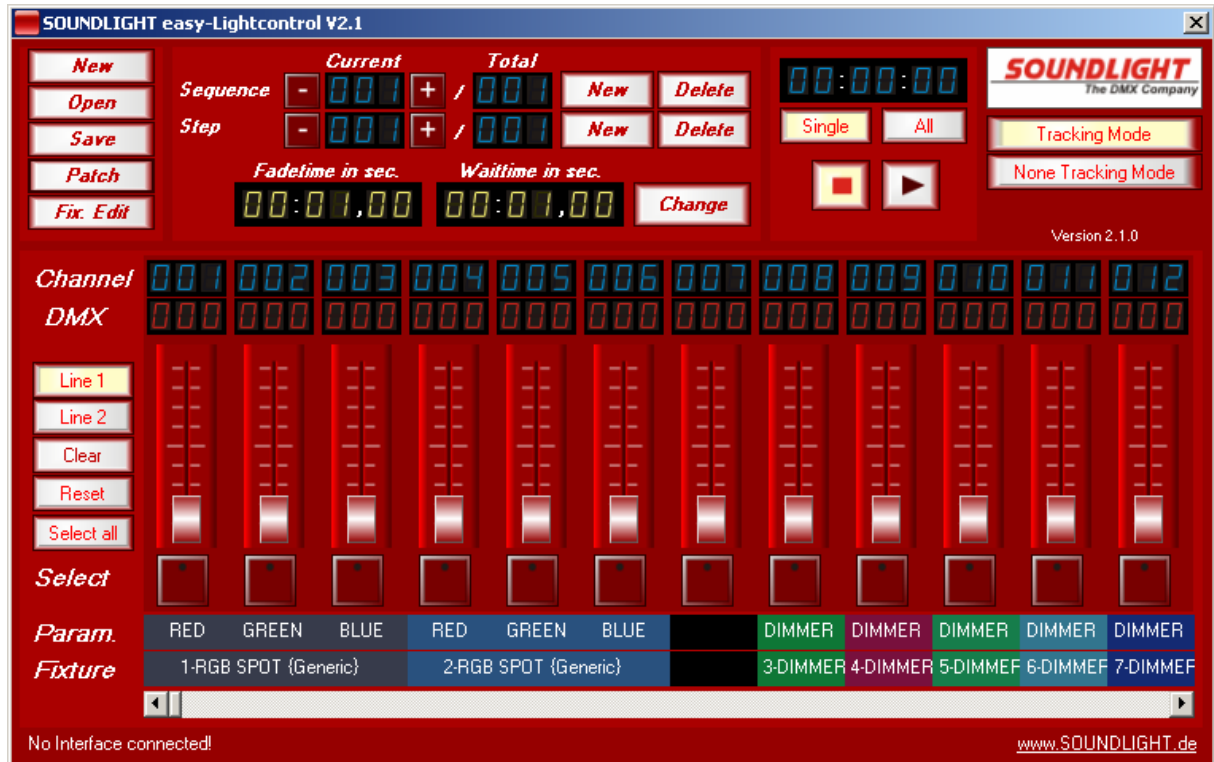 SOUNDLIGHT easy-Lightcontrol V2.1
New
Open
Save
Patch
Fix. Edit
Current Total
Sequence - 001 + / 001 New Delete
Step - 001 + / 001 New Delete
Fadetime in sec. Waittime in sec.
00:01,00 00:01,00 Change
00:00:00
Single All
SOUNDLIGHT
The DMX Company
Tracking Mode
None Tracking Mode
Version 2.1.0
Channel 001 002 003 004 005 006 007 008 009 010 011 012
DMX 000 000 000 000 000 000 000 000 000 000 000 000
Line 1
Line 2
Clear
Reset
Select all
Select
Param. RED GREEN BLUE RED GREEN BLUE DIMMER DIMMER DIMMER DIMMER DIMMER
Fixture 1-RGB SPOT {Generic} 2-RGB SPOT {Generic} 3-DIMMER 4-DIMMER 5-DIMMER 6-DIMMER 7-DIMMER
No Interface connected! www.SOUNDLIGHT.de